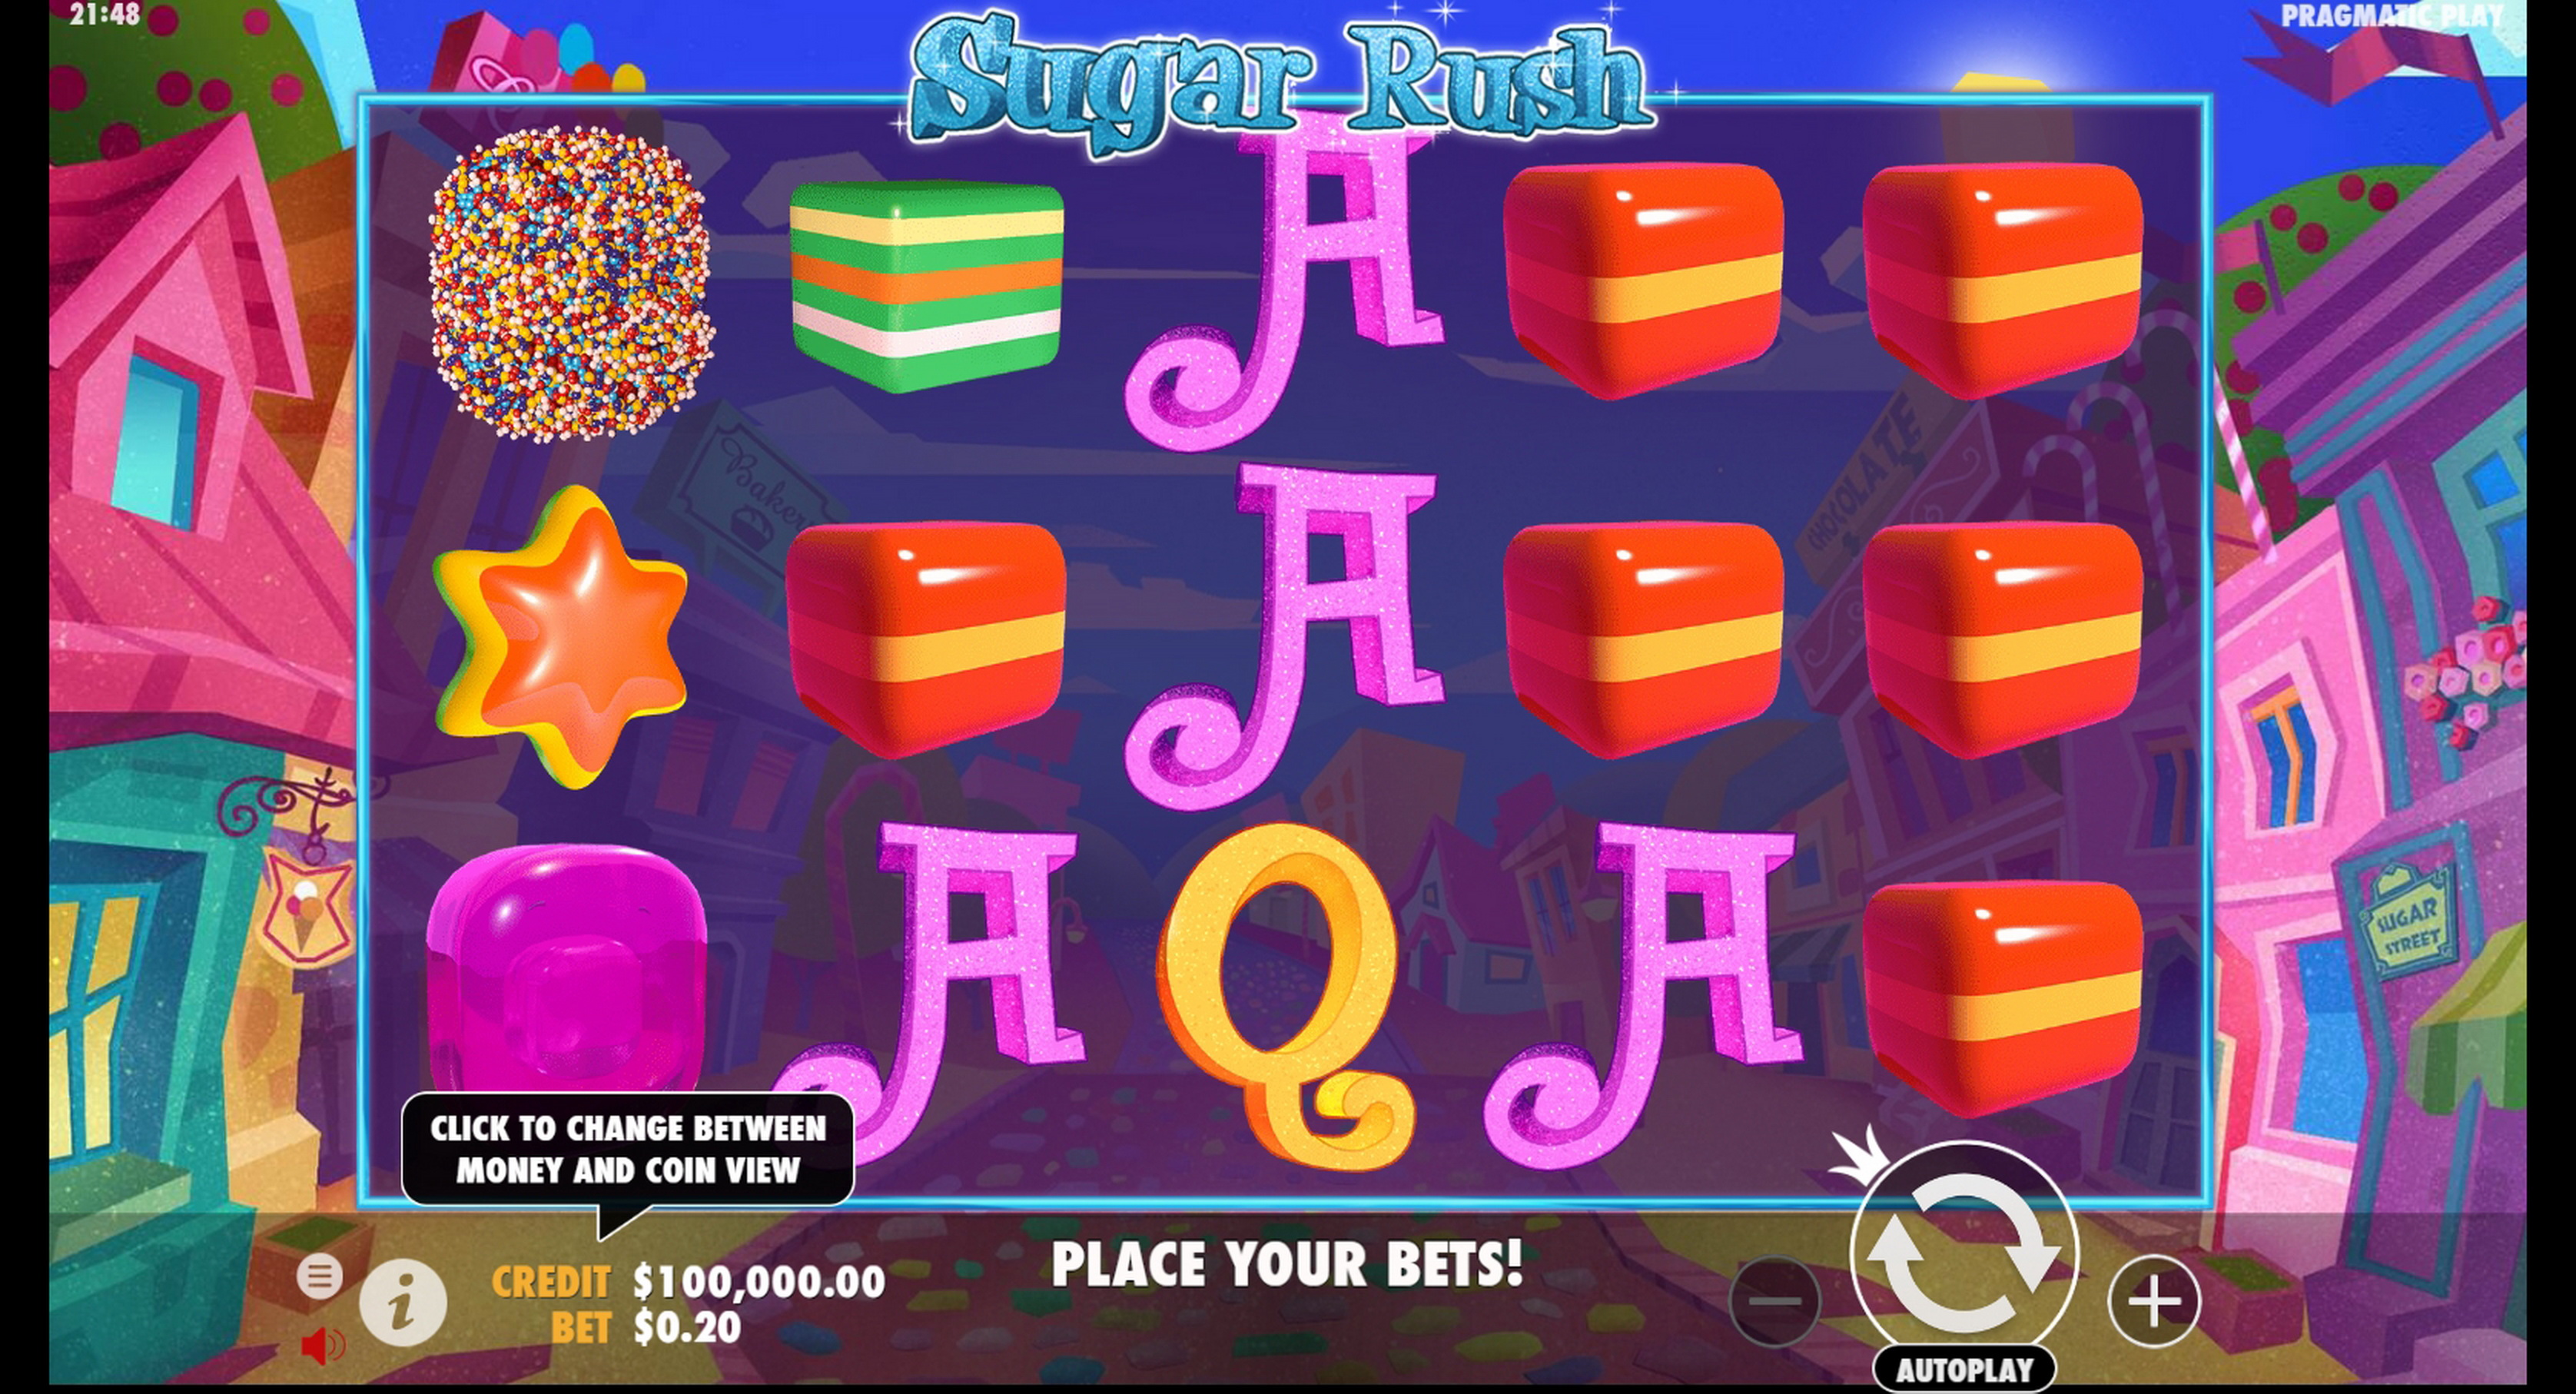 21:48
PRAGMATIC PLAY
Sugar Rush
A
Bakery
CHOCOLATE
A
A
Q
A
SUGAR
STREET
CLICK TO CHANGE BETWEEN
MONEY AND COIN VIEW
CREDIT $100,000.00
BET $0.20
PLACE YOUR BETS!
AUTOPLAY